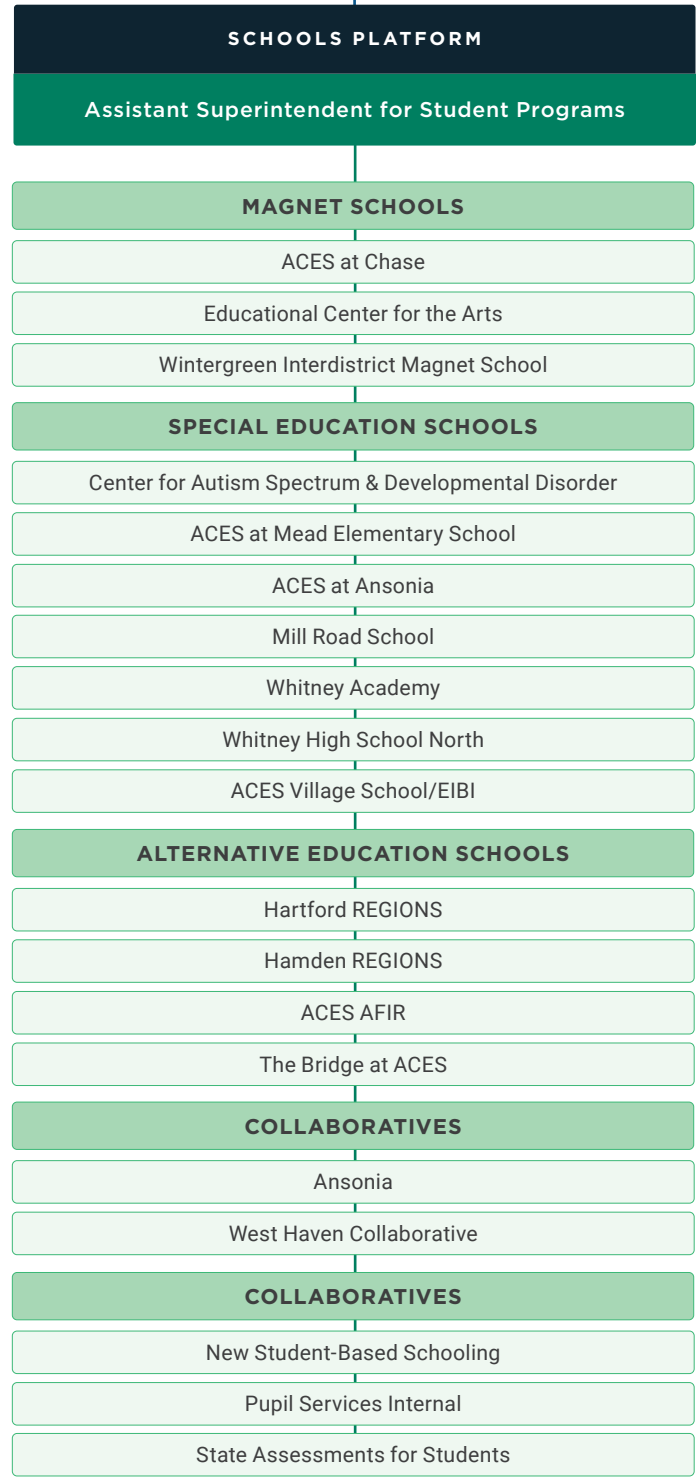 SCHOOLS PLATFORM
Assistant Superintendent for Student Programs
MAGNET SCHOOLS
ACES at Chase
Educational Center for the Arts
Wintergreen Interdistrict Magnet School
SPECIAL EDUCATION SCHOOLS
Center for Autism Spectrum & Developmental Disorder
ACES at Mead Elementary School
ACES at Ansonia
Mill Road School
Whitney Academy
Whitney High School North
ACES Village School/EIBI
ALTERNATIVE EDUCATION SCHOOLS
Hartford REGIONS
Hamden REGIONS
ACES AFIR
The Bridge at ACES
COLLABORATIVES
Ansonia
West Haven Collaborative
COLLABORATIVES
New Student-Based Schooling
Pupil Services Internal
State Assessments for Students